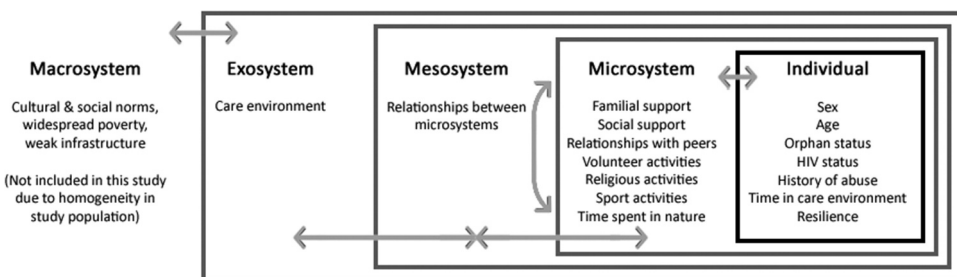 Macrosystem
Cultural & social norms,
widespread poverty,
weak infrastructure
(Not included in this study
due to homogeneity in
study population)
Exosystem
Care environment
Mesosystem
Relationships between
microsystems
Microsystem
Familial support
Social support
Relationships with peers
Volunteer activities
Religious activities
Sport activities
Time spent in nature
Individual
Sex
Age
Orphan status
HIV status
History of abuse
Time in care environment
Resilience